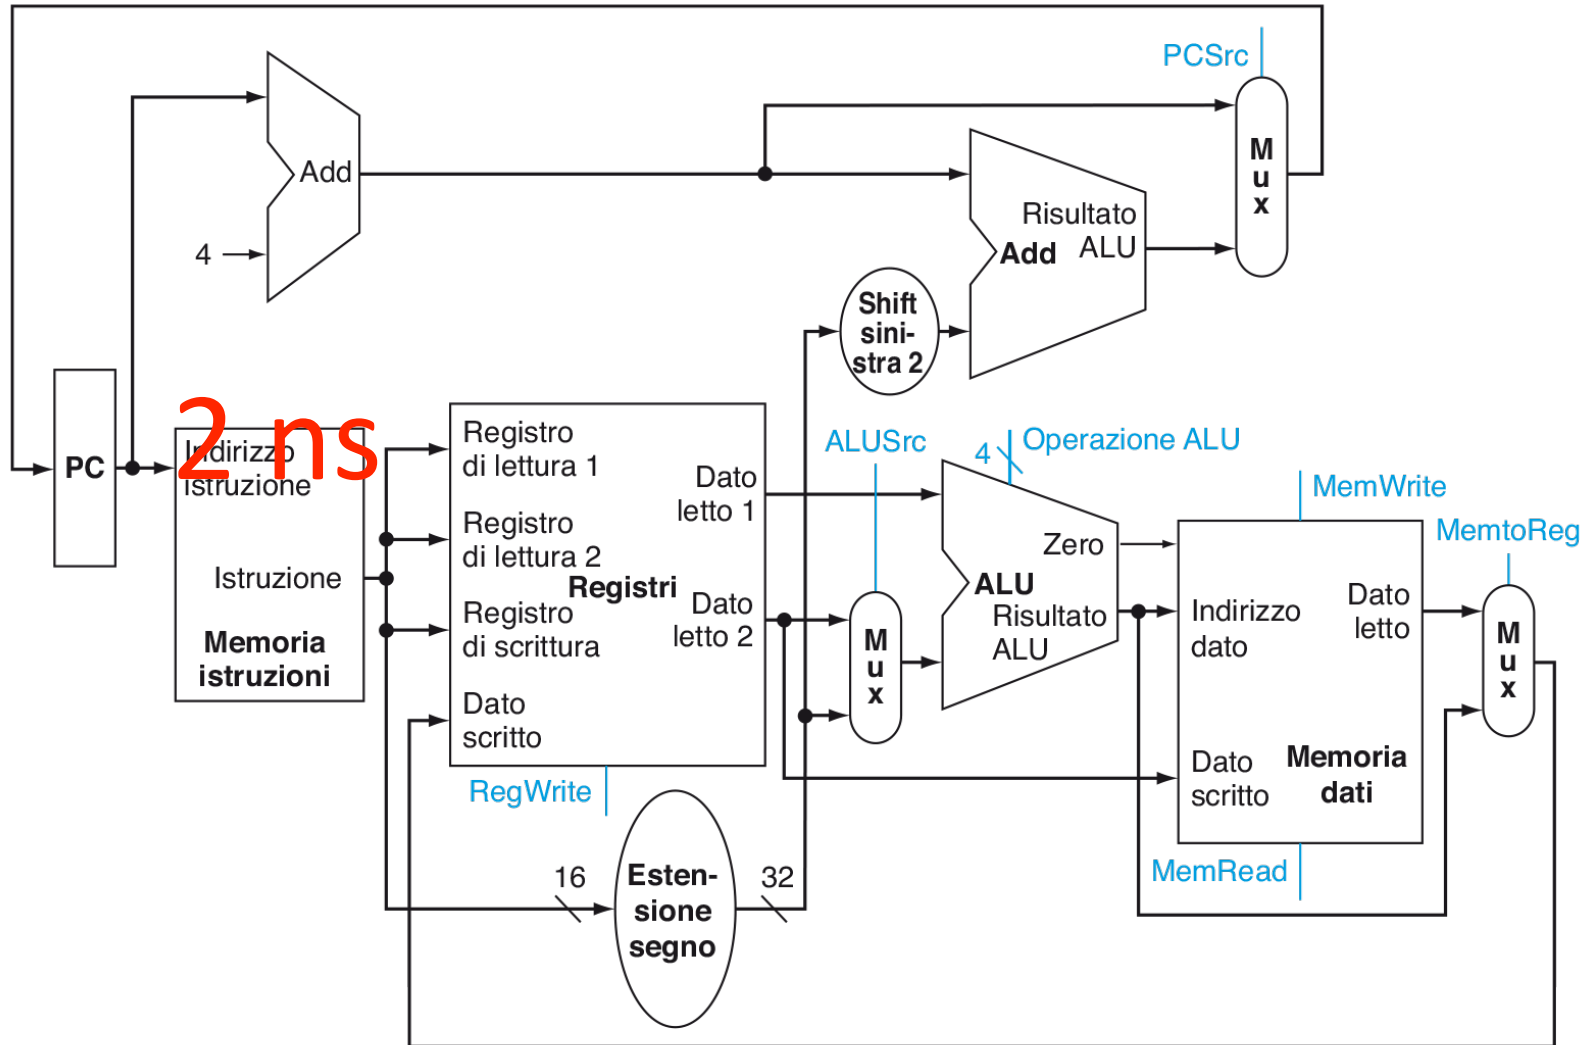 PCSrc
Add
4
M
u
x
Risultato
ALU
Add
Shift
sini-
stra 2
PC
2 ns
Indirizzo
istruzione
Istruzione
Memoria
istruzioni
Registro
di lettura 1
Registro
di lettura 2
Registro
di scrittura
Dato
scritto
Registri
Dato
letto 1
Dato
letto 2
RegWrite
16
Esten-
sione
segno
32
ALUSrc
M
u
x
4
Operazione ALU
Zero
ALU
Risultato
ALU
MemWrite
Indirizzo
dato
Dato
letto
Dato
scritto
Memoria
dati
MemRead
MemtoReg
M
u
x